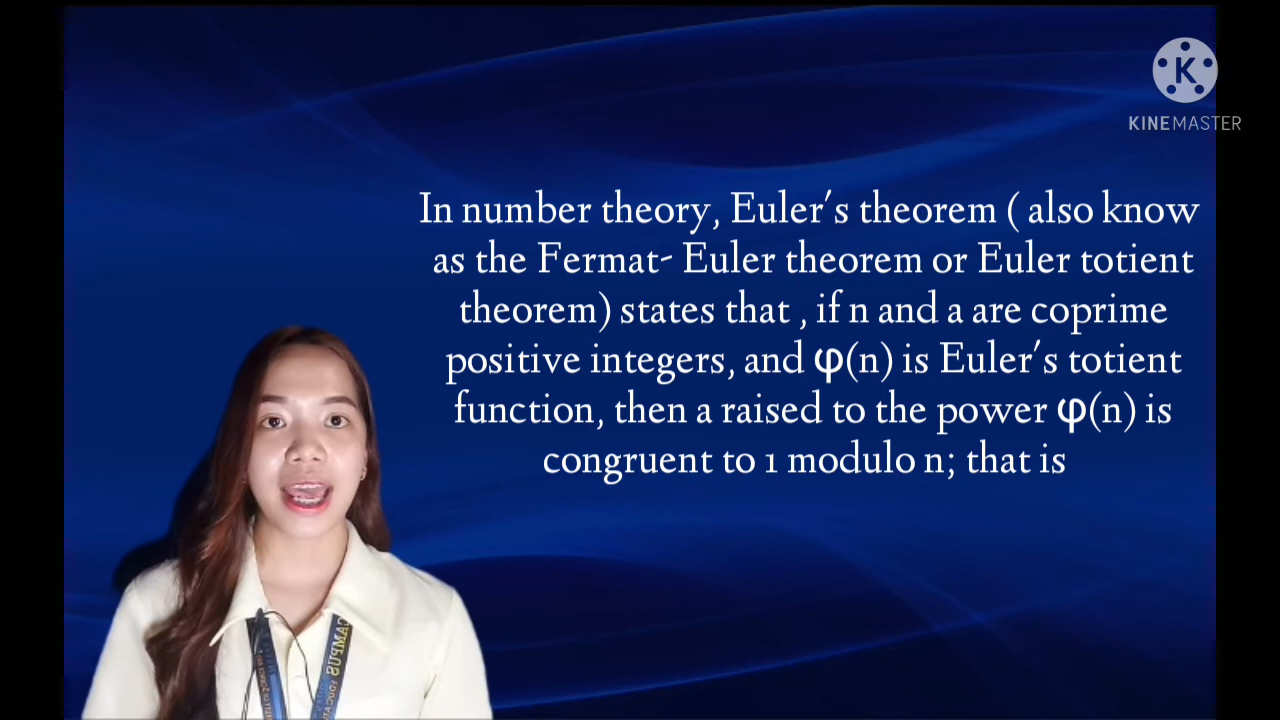 KINEMASTER
In number theory, Euler's theorem ( also know
as the Fermat- Euler theorem or Euler totient
theorem) states that , if n and a are coprime
positive integers, and φ(n) is Euler's totient
function, then a raised to the power φ(n) is
congruent to 1 modulo n; that is
CAMPUS